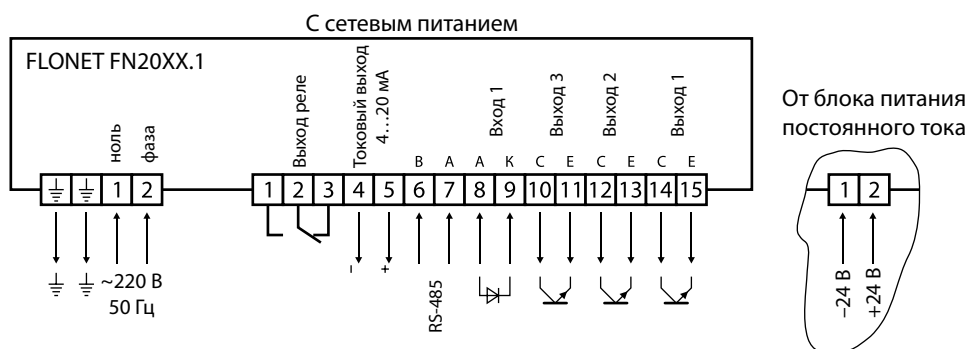 С сетевым питанием
FLONET FN20XX.1
ноль
фаза
Выход реле
Токовый выход
4...20 мА
Вход 1
Выход 3
Выход 2
Выход 1
B A A K C E C E C E
1 2
1 2 3 4 5 6 7 8 9 10 11 12 13 14 15
– +
~220 В
50 Гц
RS-485
От блока питания
постоянного тока
1 2
–24 В
+24 В